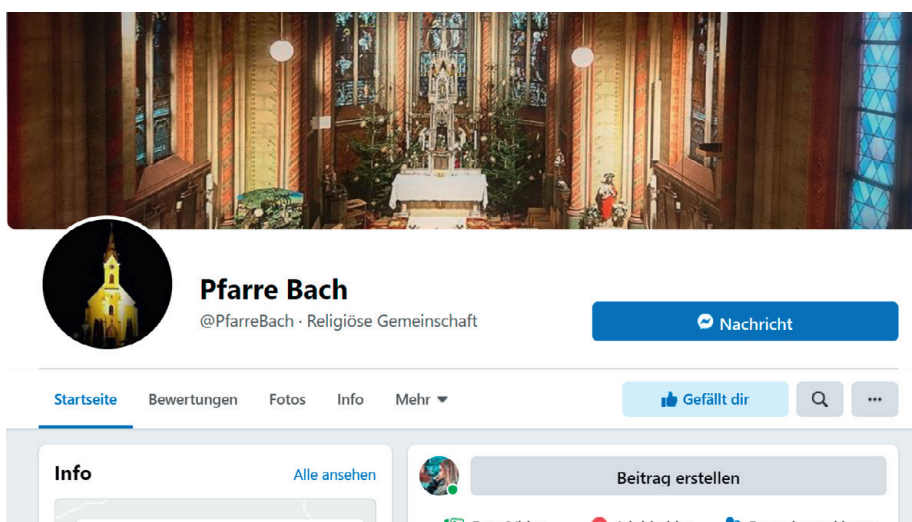 Pfarre Bach
@PfarreBach · Religiöse Gemeinschaft
Nachricht
Startseite Bewertungen Fotos Info Mehr Gefällt dir
Info Alle ansehen
Beitrag erstellen